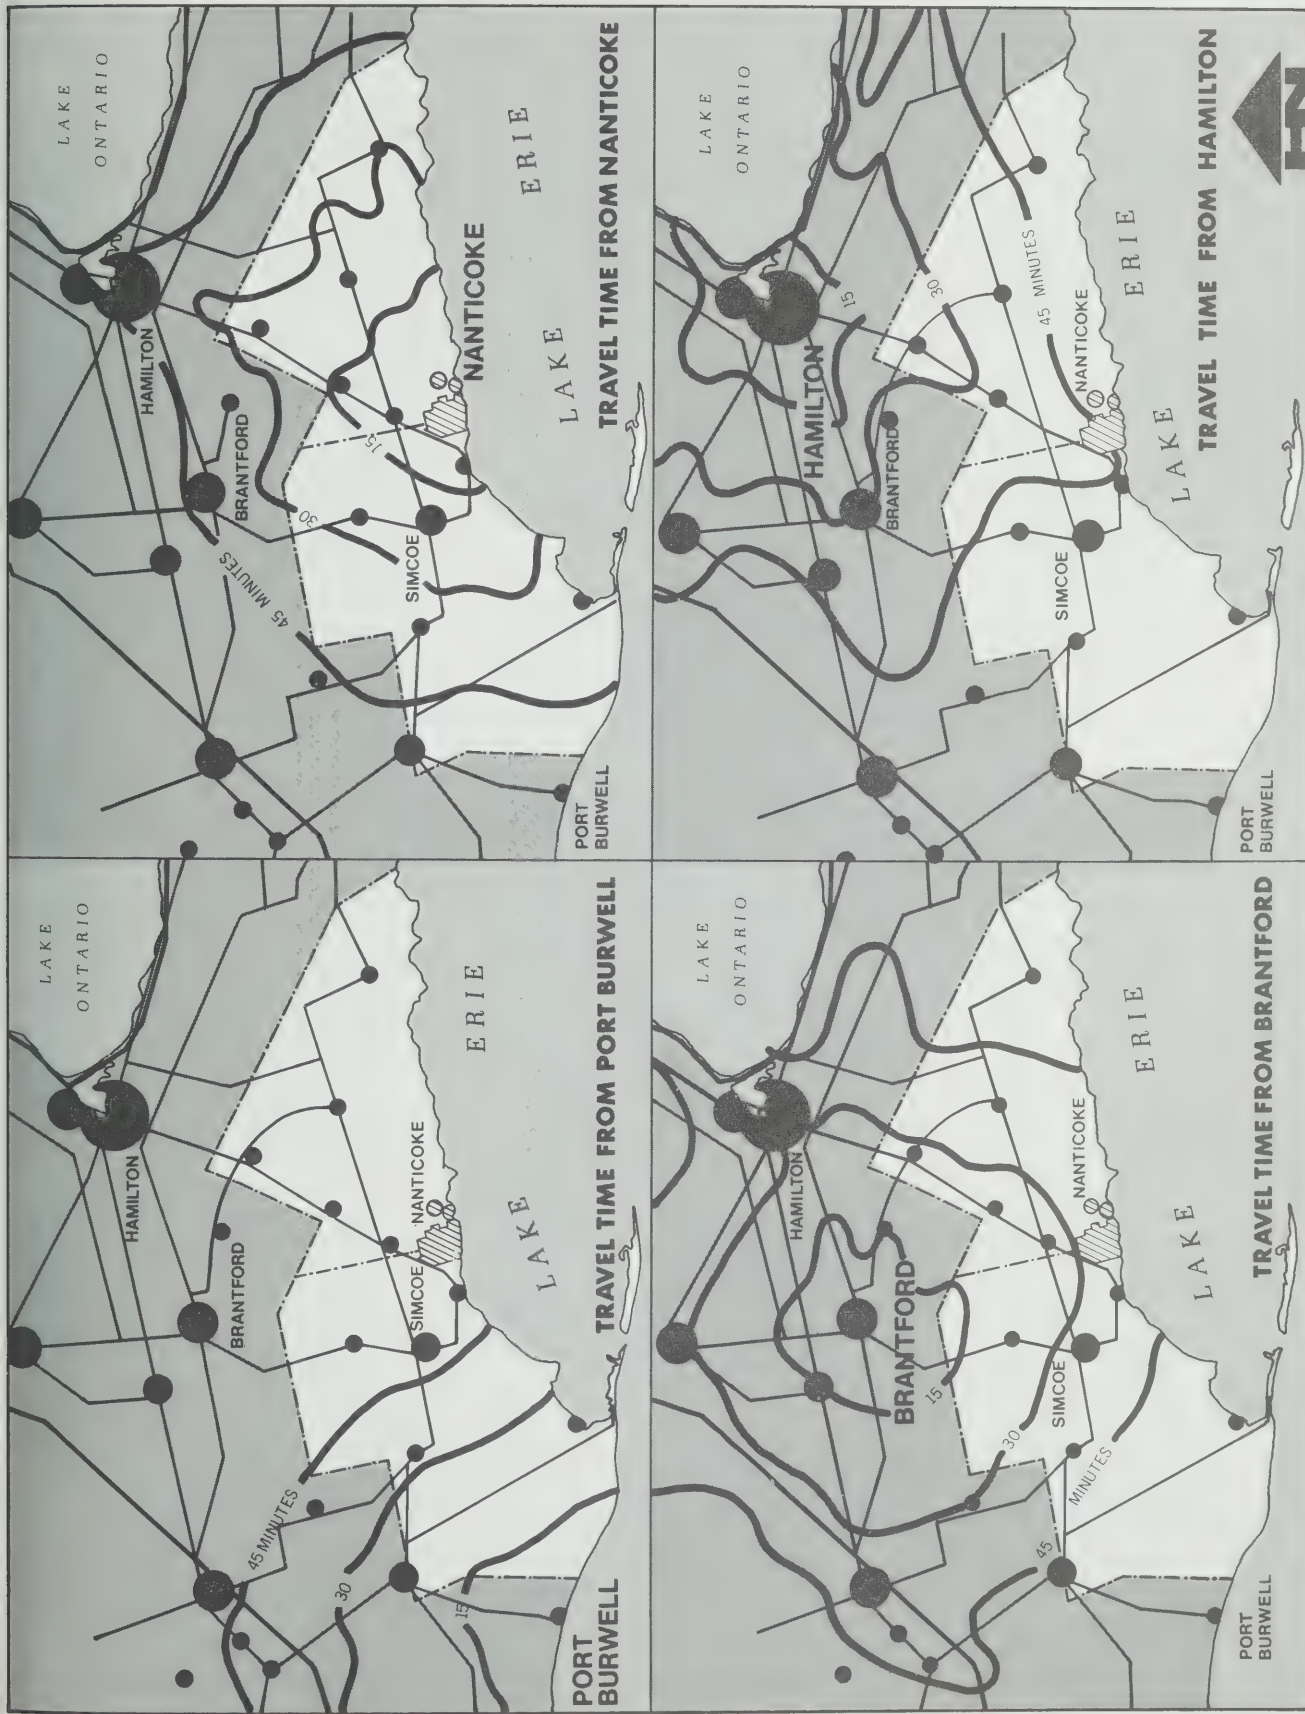 LAKE
ONTARIO
HAMILTON
BRANTFORD
45 MINUTES
30
15
SIMCOE
NANTICOKE
LAKE ERIE
PORT
BURWELL
TRAVEL TIME FROM NANTICOKE
LAKE
ONTARIO
HAMILTON
15
30
BRANTFORD
45 MINUTES
NANTICOKE
SIMCOE
LAKE ERIE
PORT
BURWELL
TRAVEL TIME FROM HAMILTON
N
LAKE
ONTARIO
HAMILTON
BRANTFORD
45 MINUTES
30
15
SIMCOE
NANTICOKE
LAKE ERIE
PORT
BURWELL
TRAVEL TIME FROM PORT BURWELL
LAKE
ONTARIO
HAMILTON
BRANTFORD
15
30
45 MINUTES
SIMCOE
NANTICOKE
LAKE ERIE
PORT
BURWELL
TRAVEL TIME FROM BRANTFORD